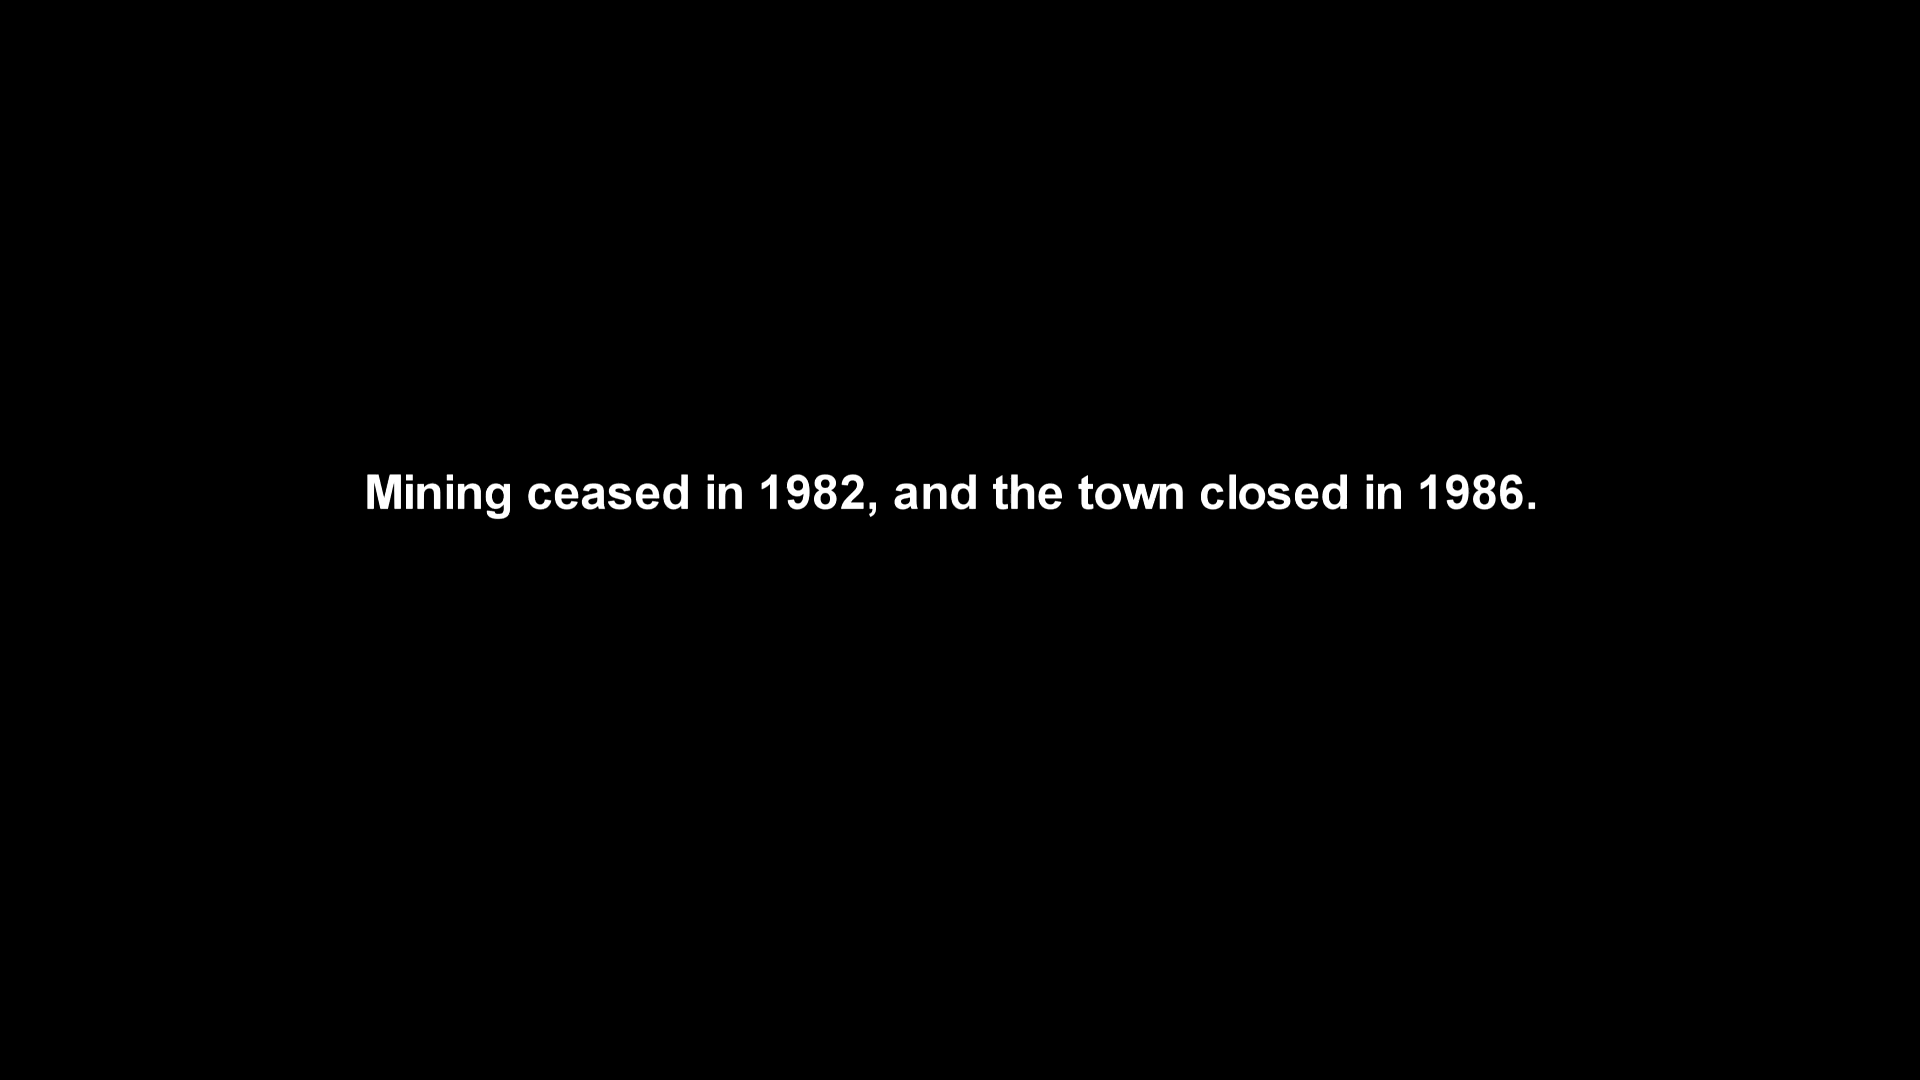 Mining ceased in 1982, and the town closed in 1986.